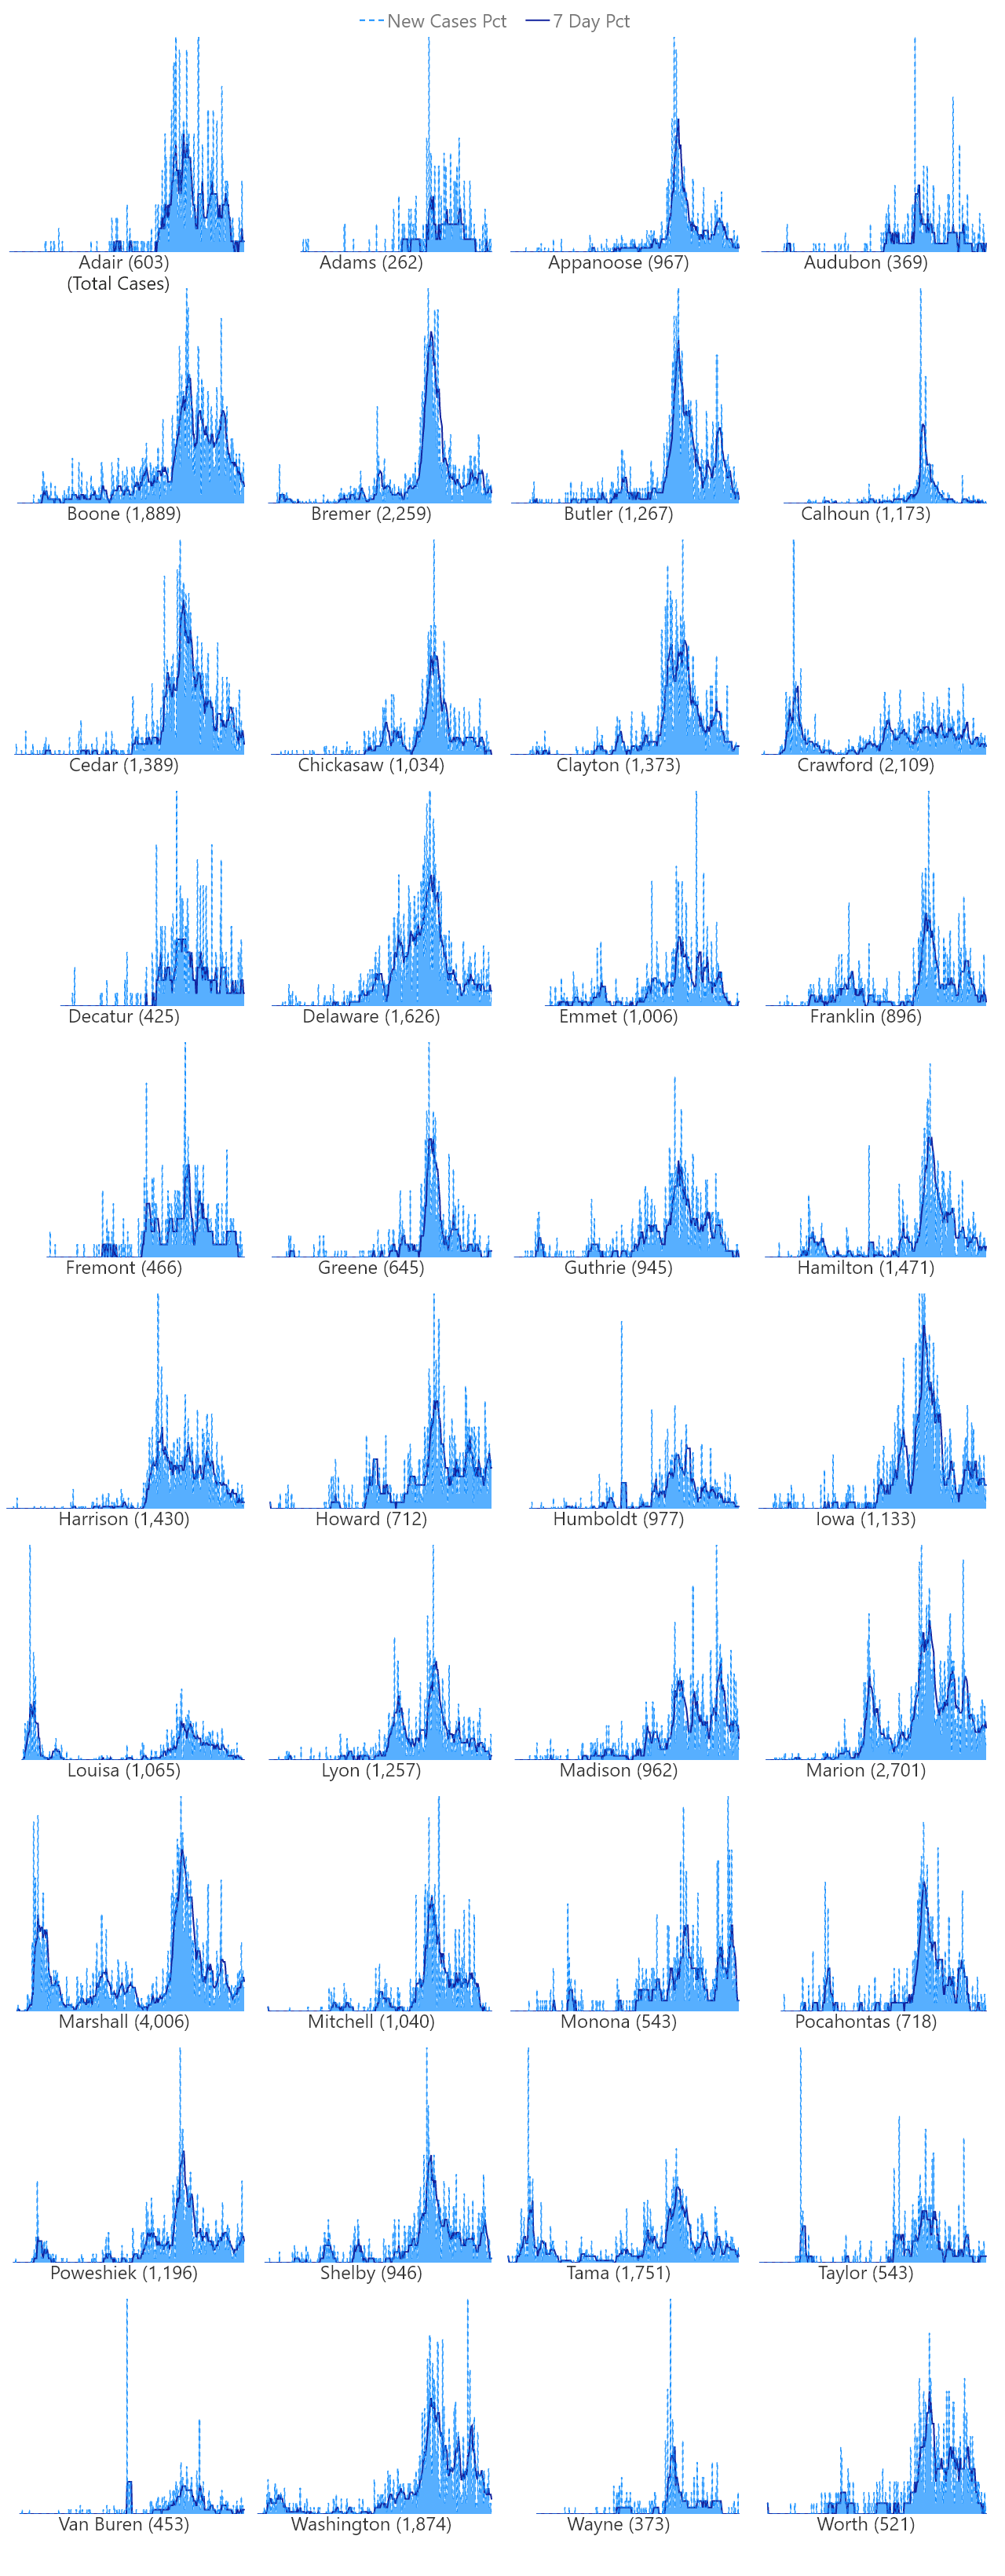 New Cases Pct 7 Day Pct
Adair (603) Adams (262) Appanoose (967) Audubon (369)
(Total Cases)
Boone (1,889) Bremer (2,259) Butler (1,267) Calhoun (1,173)
Cedar (1,389) Chickasaw (1,034) Clayton (1,373) Crawford (2,109)
Decatur (425) Delaware (1,626) Emmet (1,006) Franklin (896)
Fremont (466) Greene (645) Guthrie (945) Hamilton (1,471)
Harrison (1,430) Howard (712) Humboldt (977) Iowa (1,133)
Louisa (1,065) Lyon (1,257) Madison (962) Marion (2,701)
Marshall (4,006) Mitchell (1,040) Monona (543) Pocahontas (718)
Poweshiek (1,196) Shelby (946) Tama (1,751) Taylor (543)
Van Buren (453) Washington (1,874) Wayne (373) Worth (521)